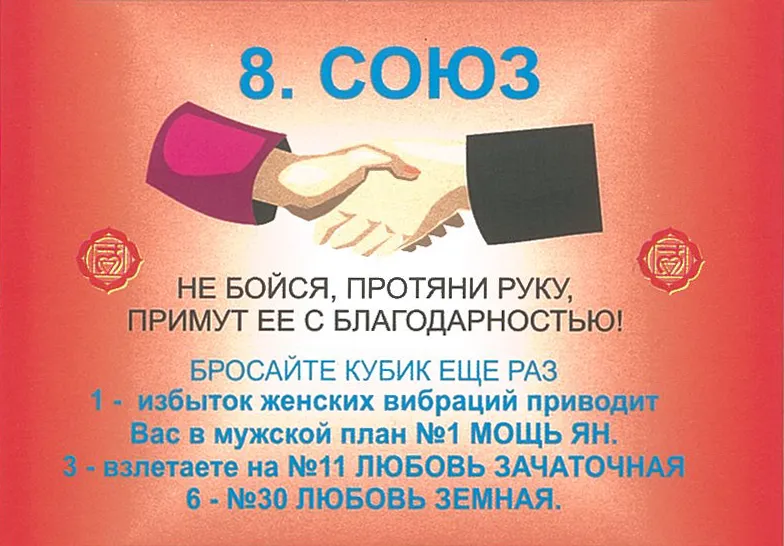 8. СОЮЗ
НЕ БОЙСЯ, ПРОТЯНИ РУКУ,
ПРИМУТ ЕЕ С БЛАГОДАРНОСТЬЮ!
БРОСАЙТЕ КУБИК ЕЩЕ РАЗ
1 - избыток женских вибраций приводит
Вас в мужской план №1 МОЩЬ ЯН.
3 - взлетаете на №11 ЛЮБОВЬ ЗАЧАТОЧНАЯ
6 - №30 ЛЮБОВЬ ЗЕМНАЯ.